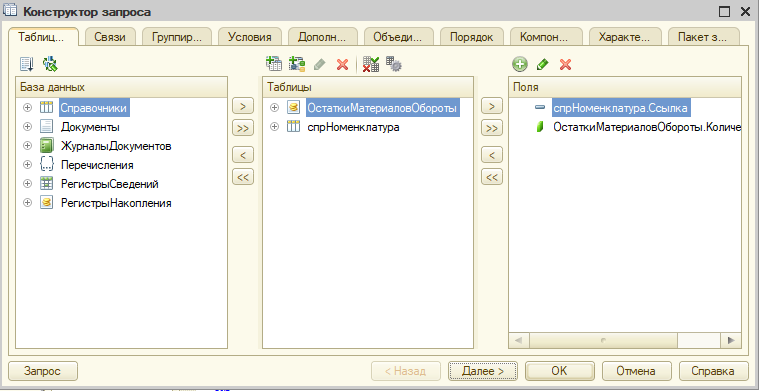 Конструктор запроса
Таблиц...
Связи
Группир...
Условия
Дополн...
Объеди...
Порядок
Компон...
Характе...
Пакет з...
База данных
Справочники
Документы
ЖурналыДокументов
Перечисления
РегистрыСведений
РегистрыНакопления
>
>>
<
<<
Таблицы
ОстаткиМатериаловОбороты
спрНоменклатура
>
>>
<
<<
Поля
спрНоменклатура.Ссылка
ОстаткиМатериаловОбороты.Количе
Запрос
< Назад
Далее >
OK
Отмена
Справка